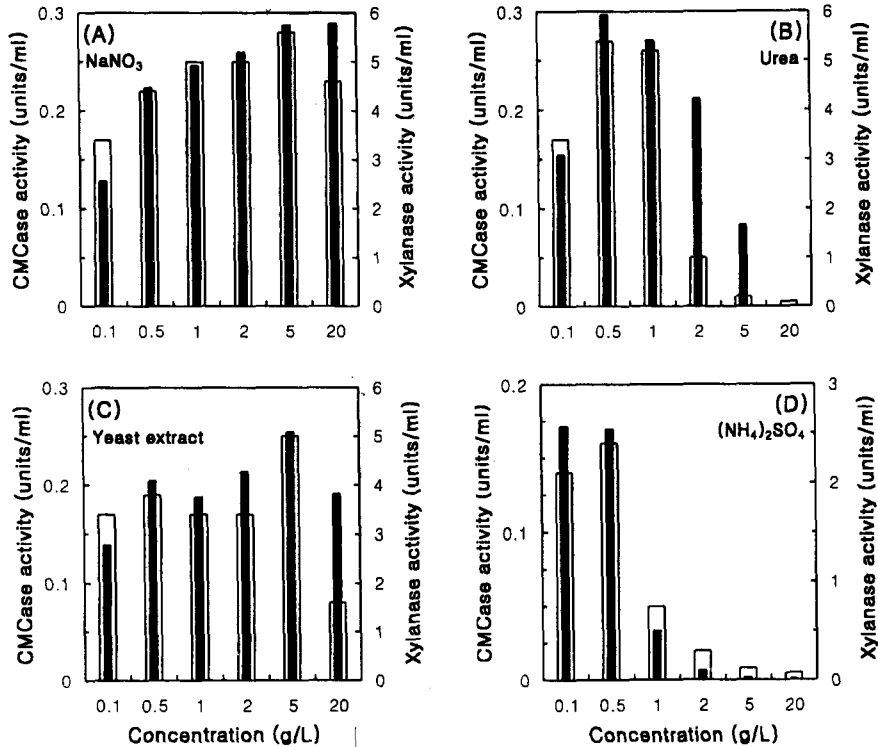 (A)
NaNO3
CMCase activity (units/ml)
0.3
0.2
0.1
0
Xylanase activity (units/ml)
6
5
4
3
2
1
0
0.1 0.5 1 2 5 20
(B)
Urea
CMCase activity (units/ml)
0.3
0.2
0.1
0
Xylanase activity (units/ml)
6
5
4
3
2
1
0
0.1 0.5 1 2 5 20
(C)
Yeast extract
CMCase activity (units/ml)
0.3
0.2
0.1
0
Xylanase activity (units/ml)
6
5
4
3
2
1
0
0.1 0.5 1 2 5 20
Concentration (g/L)
(D)
(NH4)2SO4
CMCase activity (units/ml)
0.2
0.1
0
Xylanase activity (units/ml)
3
2
1
0
0.1 0.5 1 2 5 20
Concentration (g/L)